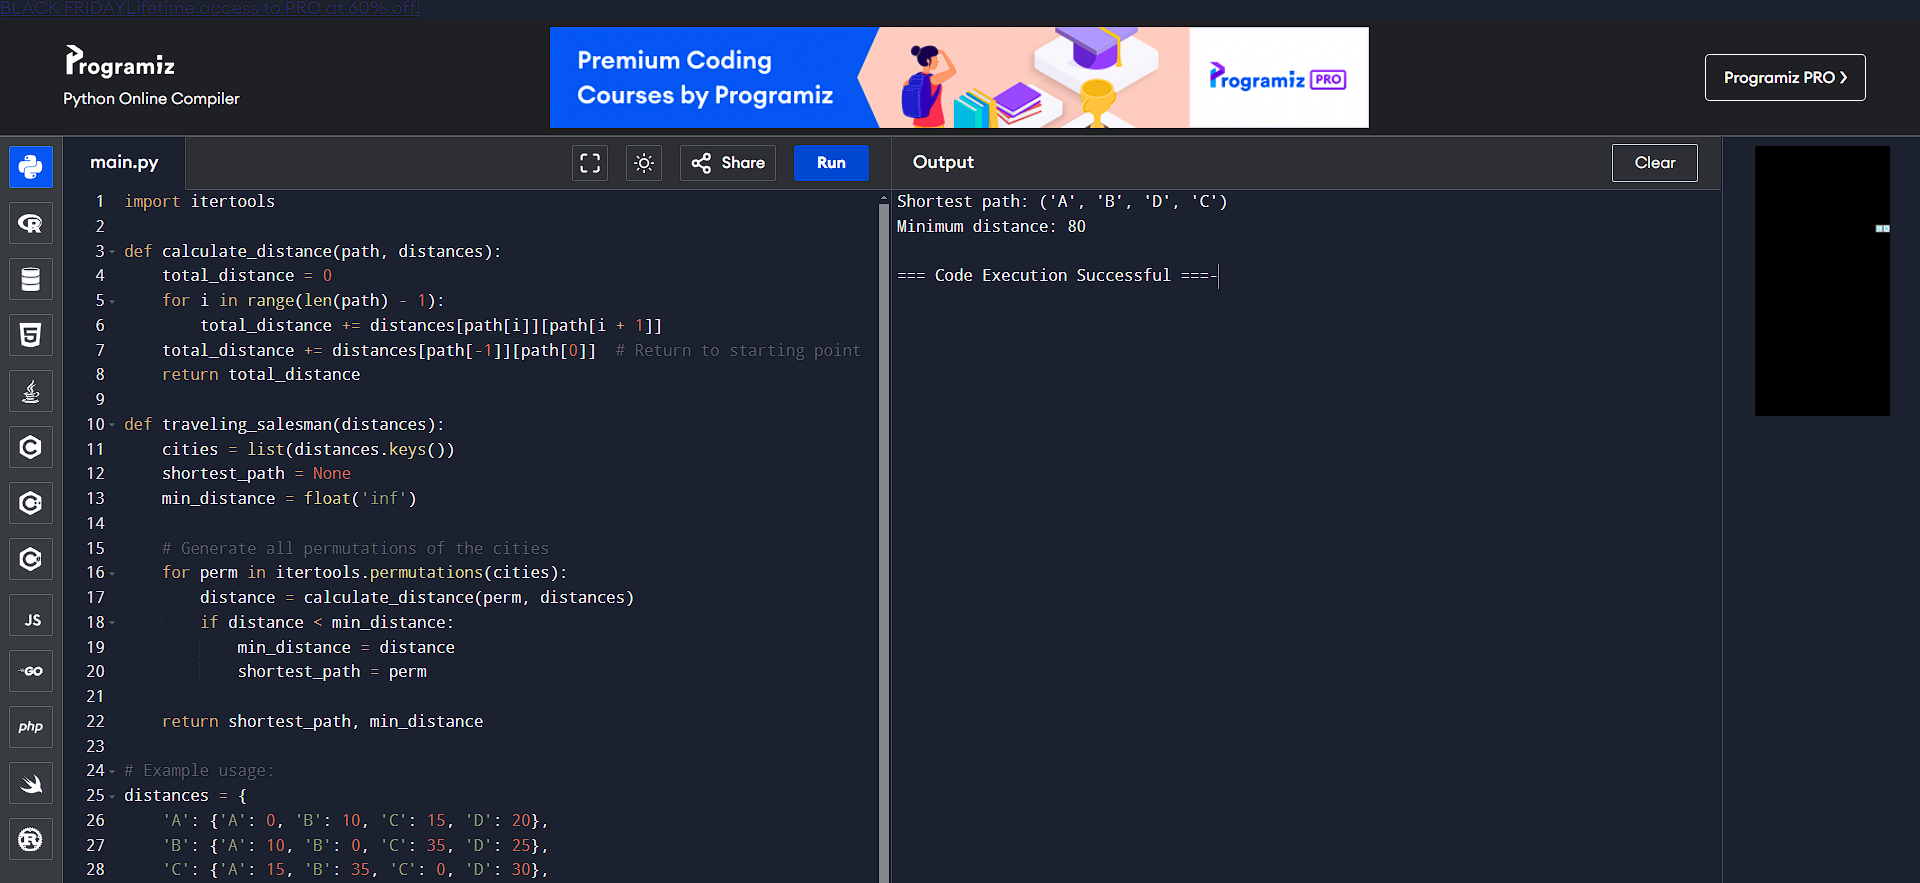 BLACK FRIDAYLifetime access to PRO at 60% off!
Programiz
Python Online Compiler
Premium Coding
Courses by Programiz
Programiz PRO
Programiz PRO ❯
main.py
Share
Run
Output
Clear
1 import itertools
2
3 def calculate_distance(path, distances):
4     total_distance = 0
5     for i in range(len(path) - 1):
6         total_distance += distances[path[i]][path[i + 1]]
7     total_distance += distances[path[-1]][path[0]]  # Return to starting point
8     return total_distance
9
10 def traveling_salesman(distances):
11     cities = list(distances.keys())
12     shortest_path = None
13     min_distance = float('inf')
14
15     # Generate all permutations of the cities
16     for perm in itertools.permutations(cities):
17         distance = calculate_distance(perm, distances)
18         if distance < min_distance:
19             min_distance = distance
20             shortest_path = perm
21
22     return shortest_path, min_distance
23
24 # Example usage:
25 distances = {
26     'A': {'A': 0, 'B': 10, 'C': 15, 'D': 20},
27     'B': {'A': 10, 'B': 0, 'C': 35, 'D': 25},
28     'C': {'A': 15, 'B': 35, 'C': 0, 'D': 30},
Shortest path: ('A', 'B', 'D', 'C')
Minimum distance: 80
=== Code Execution Successful ===-
R
5
C
C
C
JS
GO
php
R